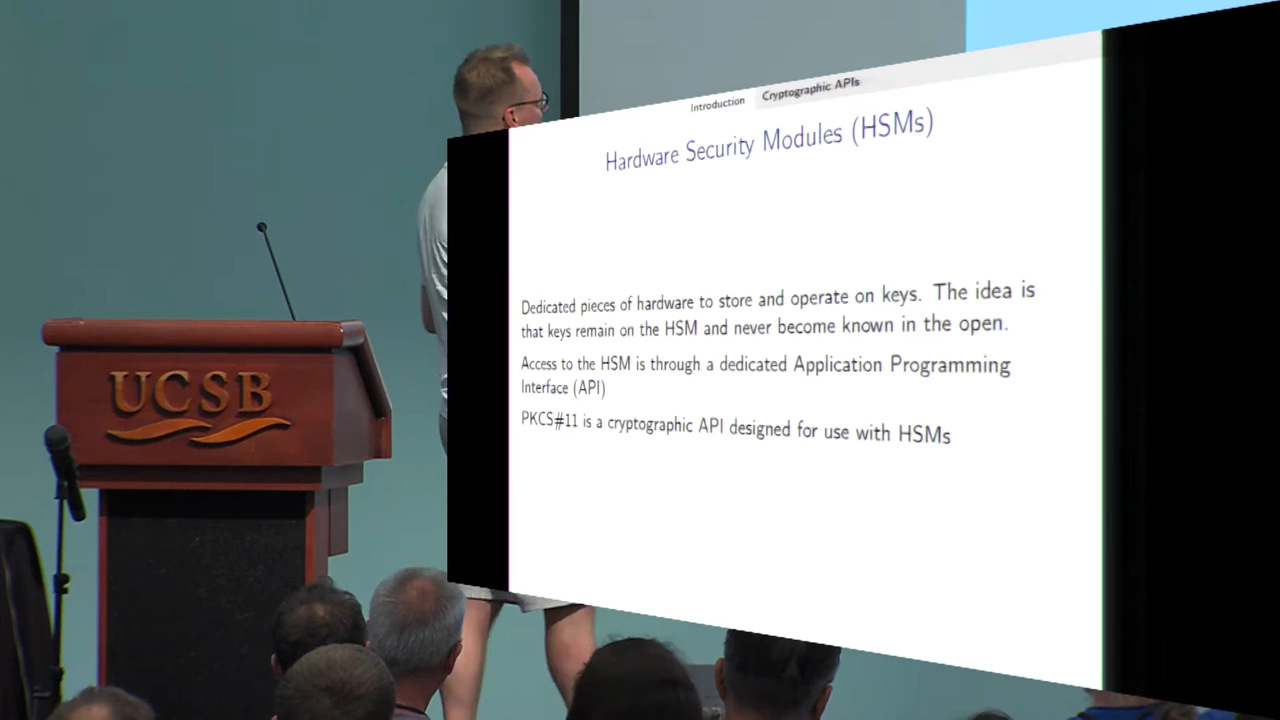 Introduction Cryptographic APIs
Hardware Security Modules (HSMs)
Dedicated pieces of hardware to store and operate on keys. The idea is
that keys remain on the HSM and never become known in the open.
Access to the HSM is through a dedicated Application Programming
Interface (API)
PKCS#11 is a cryptographic API designed for use with HSMs
UCSB